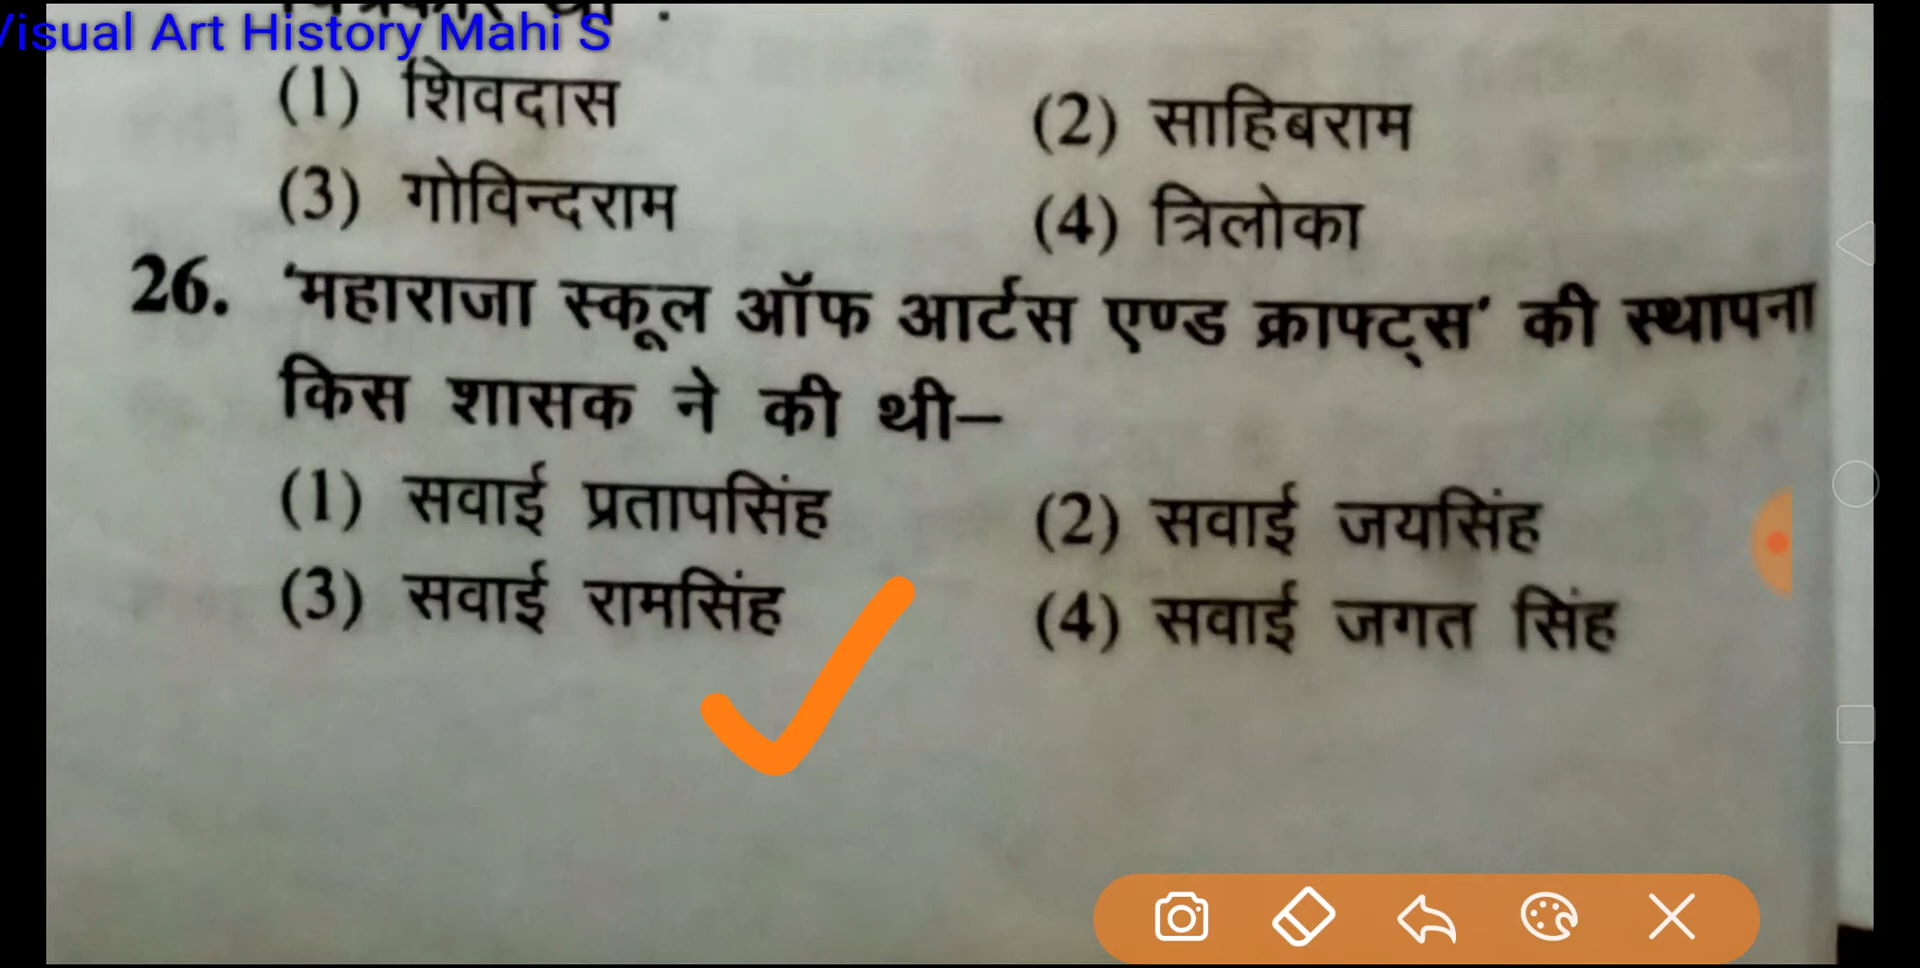 Visual Art History Mahi S
(1) शिवदास
(2) साहिबराम
(3) गोविन्दराम
(4) त्रिलोका
26. 'महाराजा स्कूल ऑफ आर्टस एण्ड क्राफ्ट्स' की स्थापना
किस शासक ने की थी–
(1) सवाई प्रतापसिंह
(2) सवाई जयसिंह
(3) सवाई रामसिंह
(4) सवाई जगत सिंह